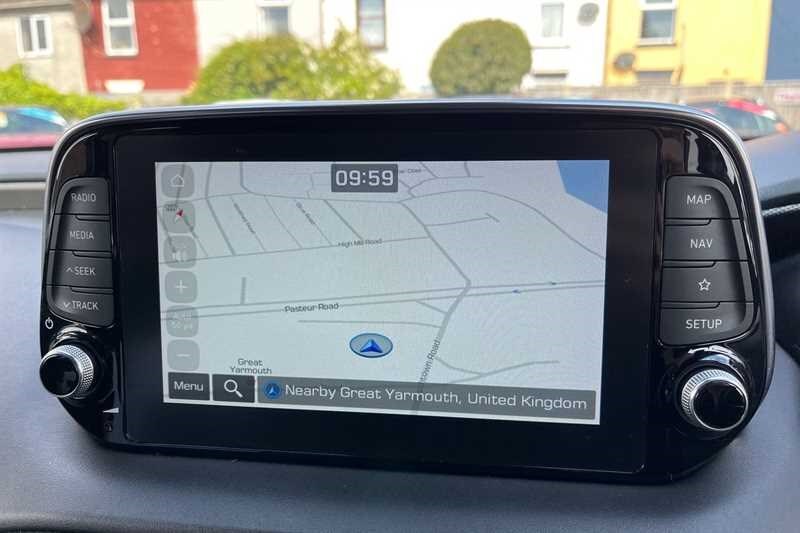 RADIO
MEDIA
SEEK
TRACK
MAP
NAV
SETUP
09:59
High Mill Road
Pasteur Road
Great
Yarmouth
Menu
Nearby Great Yarmouth, United Kingdom